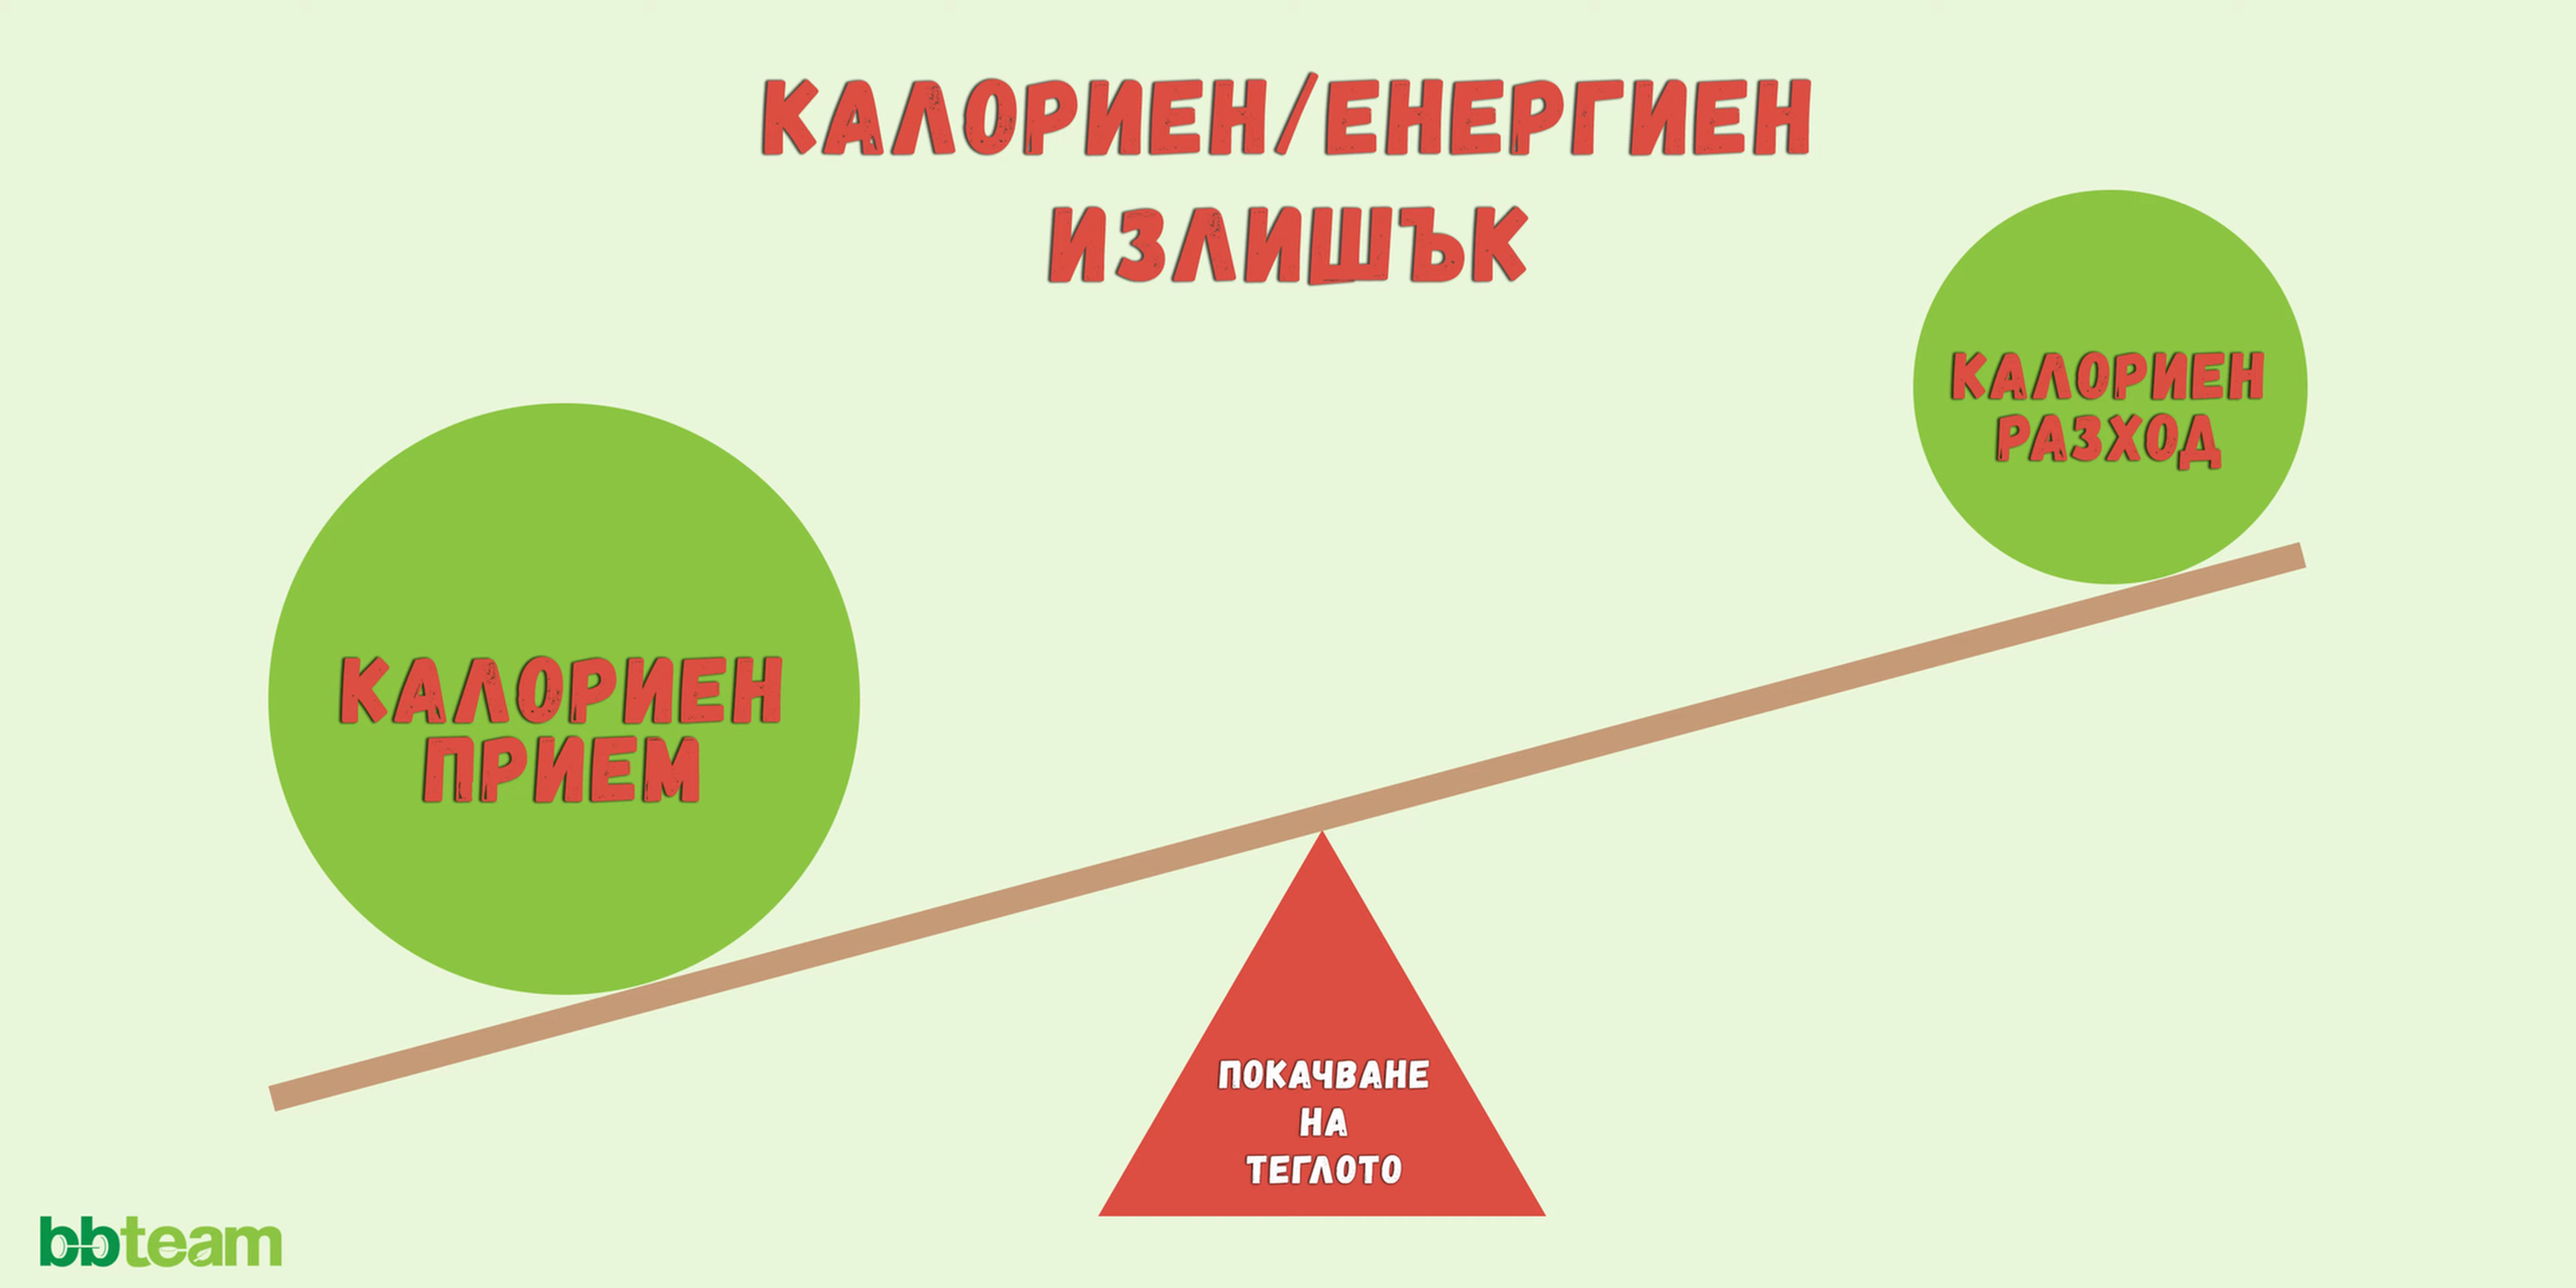 КАЛОРИЕН/ЕНЕРГИЕН
ИЗЛИШЪК
КАЛОРИЕН
РАЗХОД
КАЛОРИЕН
ПРИЕМ
ПОКАЧВАНЕ
НА
ТЕГЛОТО
bbteam